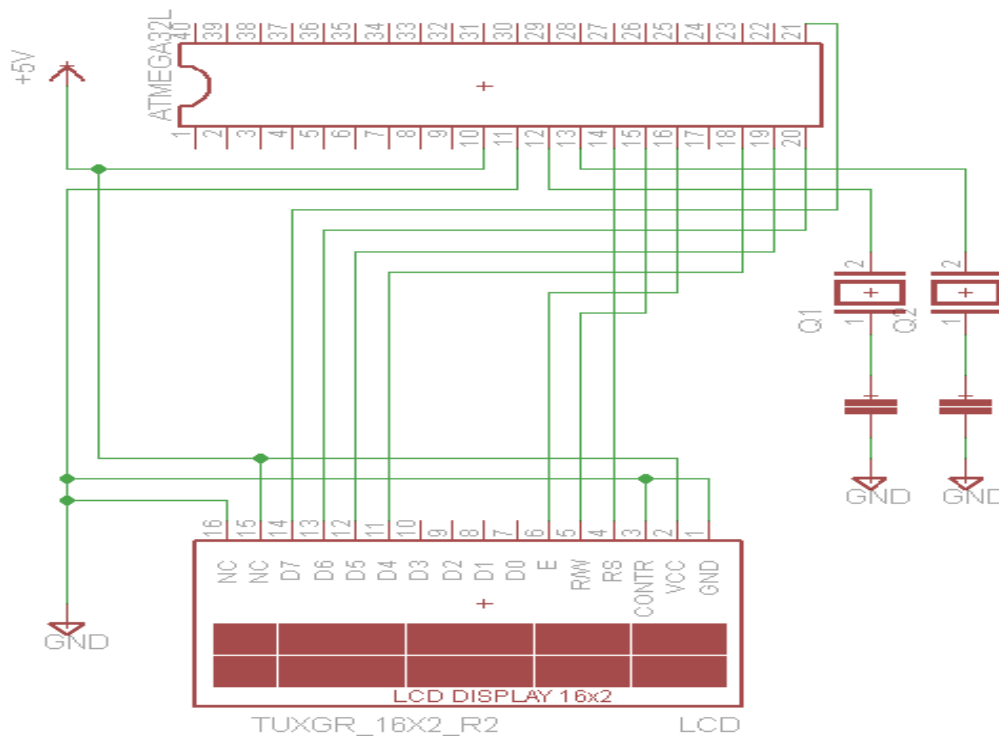 40 39 38 37 36 35 34 33 32 31 30 29 28 27 26 25 24 23 22 21
+5V
ATMEGA32L
1 2 3 4 5 6 7 8 9 10 11 12 13 14 15 16 17 18 19 20
2 2
Q1 1 Q2 1
GND GND
16 15 14 13 12 11 10 9 8 7 6 5 4 3 2 1
NC NC D7 D6 D5 D4 D3 D2 D1 D0 E R/W RS CONTR VCC GND
GND
LCD DISPLAY 16x2
TUXGR_16X2_R2 LCD